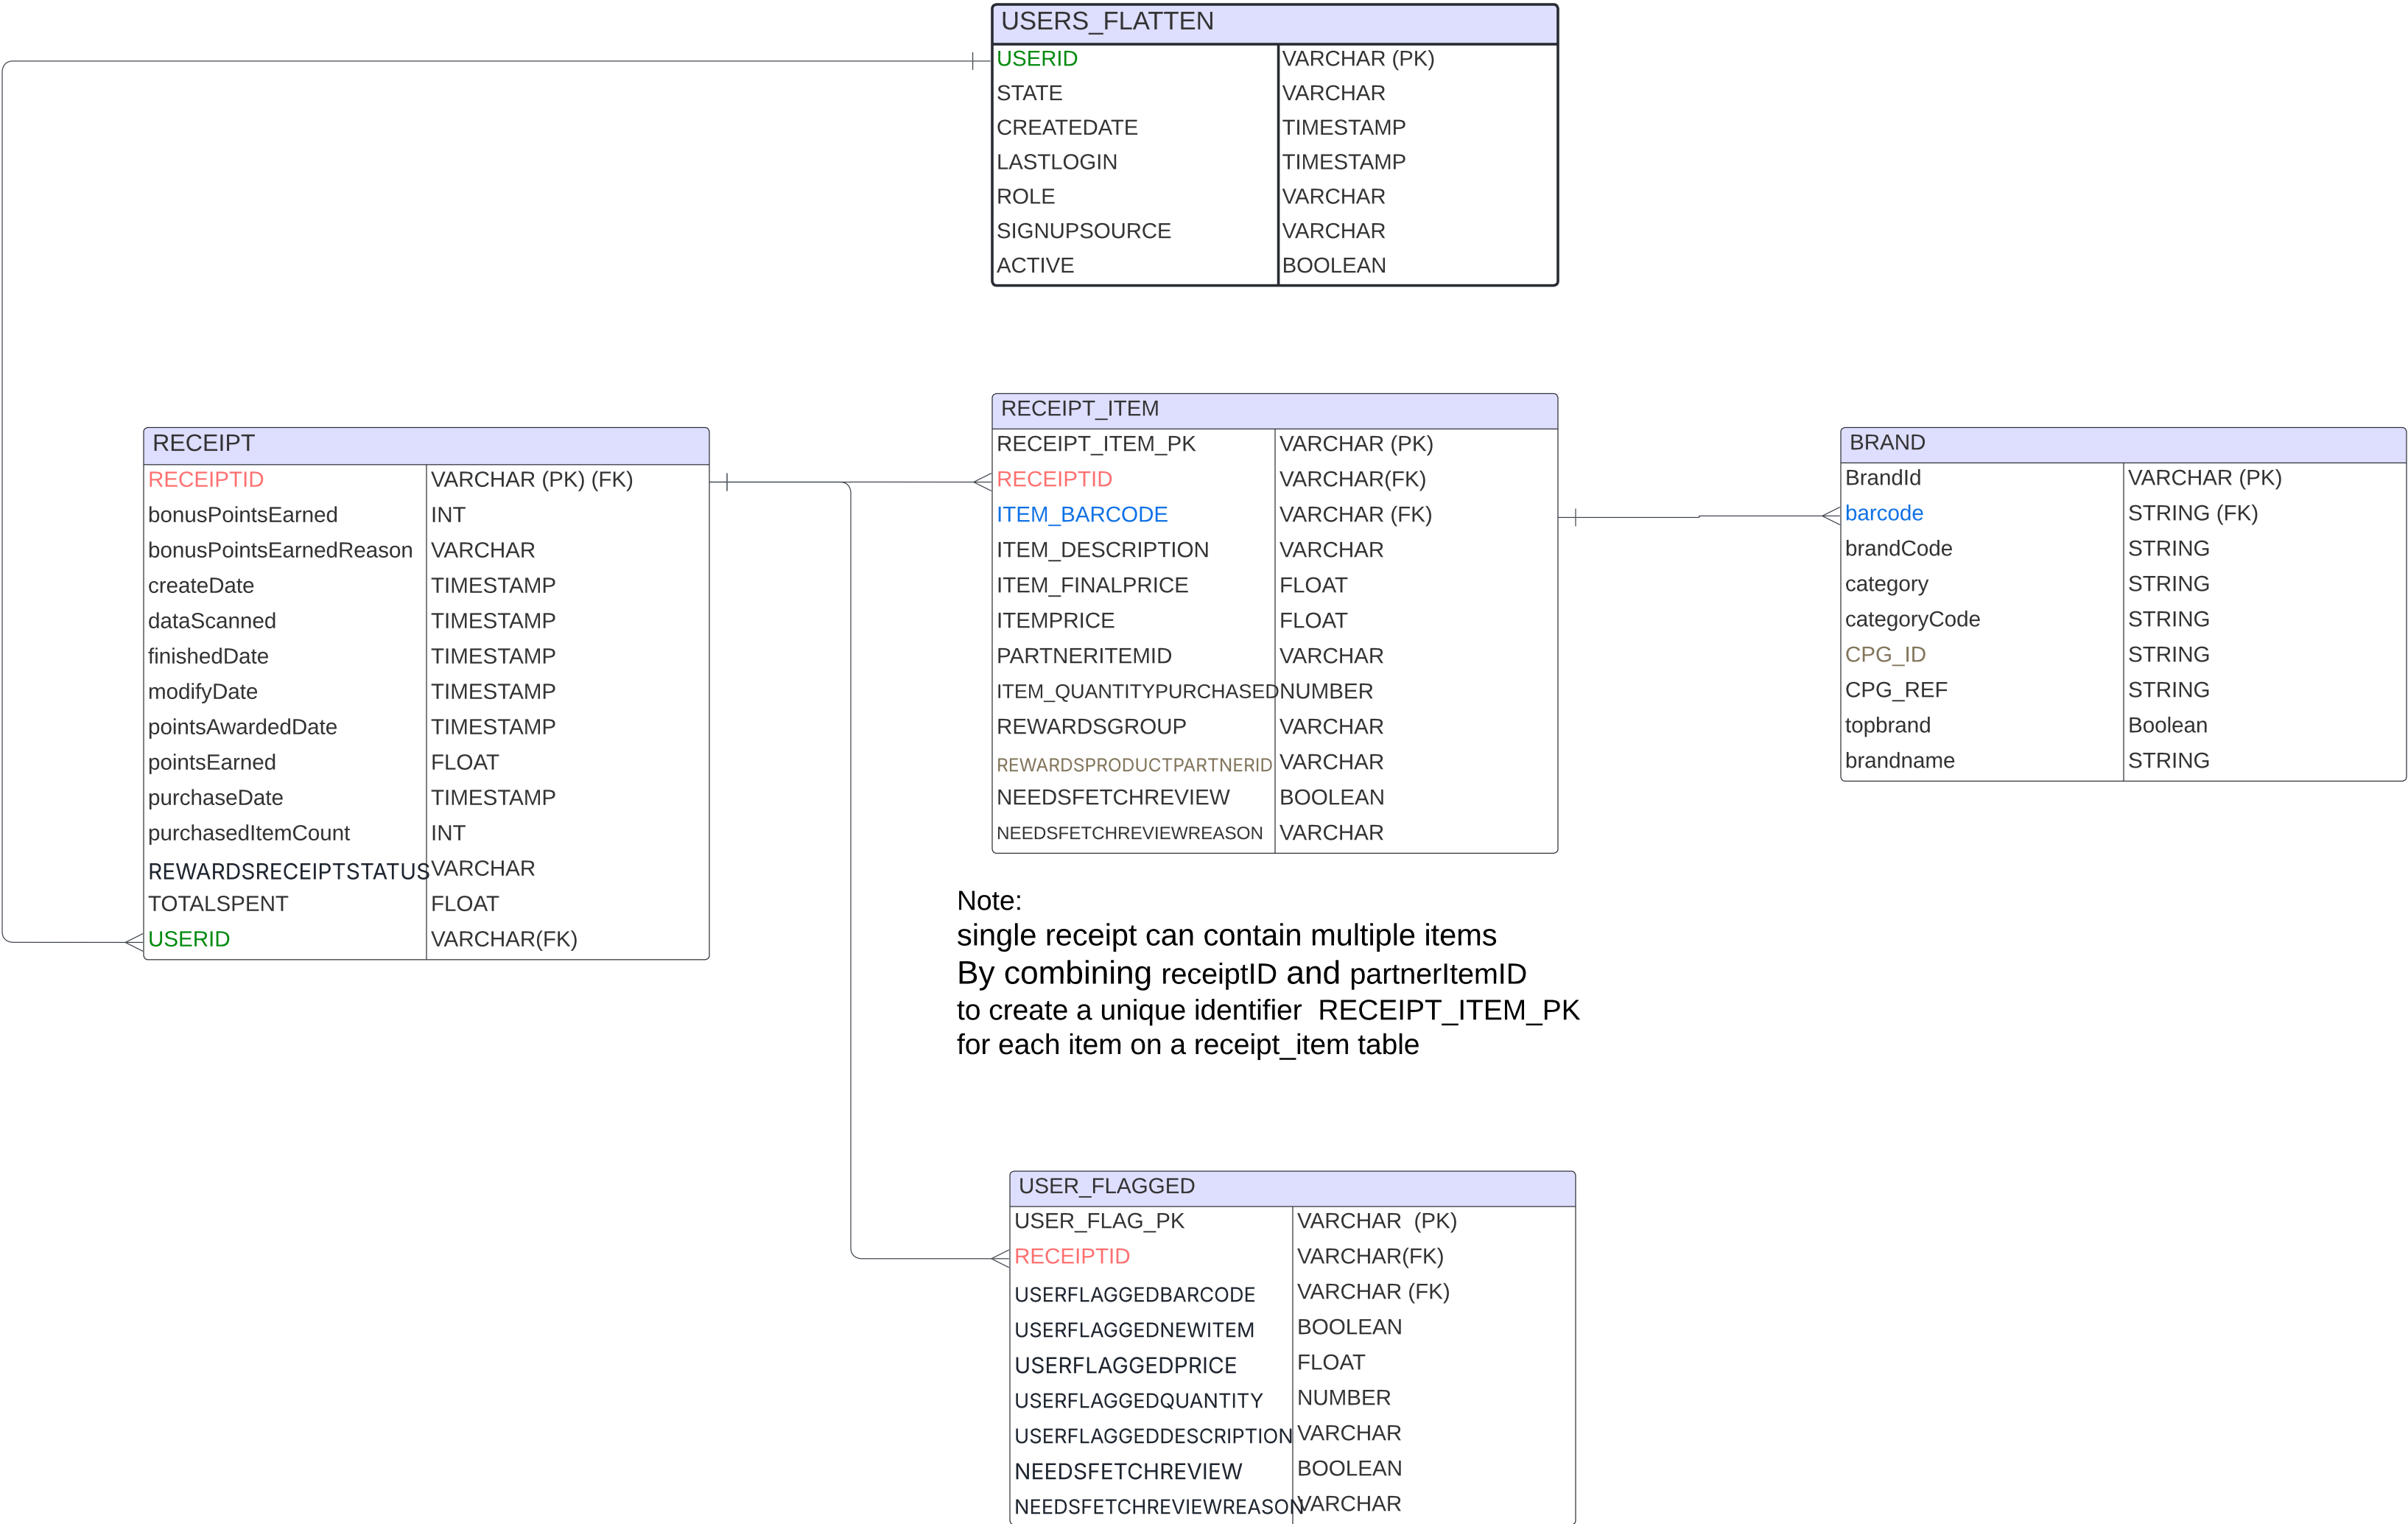 USERS_FLATTEN
USERID VARCHAR (PK)
STATE VARCHAR
CREATEDATE TIMESTAMP
LASTLOGIN TIMESTAMP
ROLE VARCHAR
SIGNUPSOURCE VARCHAR
ACTIVE BOOLEAN
RECEIPT
RECEIPTID VARCHAR (PK) (FK)
bonusPointsEarned INT
bonusPointsEarnedReason VARCHAR
createDate TIMESTAMP
dataScanned TIMESTAMP
finishedDate TIMESTAMP
modifyDate TIMESTAMP
pointsAwardedDate TIMESTAMP
pointsEarned FLOAT
purchaseDate TIMESTAMP
purchasedItemCount INT
REWARDSRECEIPTSTATUS VARCHAR
TOTALSPENT FLOAT
USERID VARCHAR(FK)
RECEIPT_ITEM
RECEIPT_ITEM_PK VARCHAR (PK)
RECEIPTID VARCHAR(FK)
ITEM_BARCODE VARCHAR (FK)
ITEM_DESCRIPTION VARCHAR
ITEM_FINALPRICE FLOAT
ITEMPRICE FLOAT
PARTNERITEMID VARCHAR
ITEM_QUANTITYPURCHASED NUMBER
REWARDSGROUP VARCHAR
REWARDSPRODUCTPARTNERID VARCHAR
NEEDSFETCHREVIEW BOOLEAN
NEEDSFETCHREVIEWREASON VARCHAR
BRAND
BrandId VARCHAR (PK)
barcode STRING (FK)
brandCode STRING
category STRING
categoryCode STRING
CPG_ID STRING
CPG_REF STRING
topbrand Boolean
brandname STRING
Note:
single receipt can contain multiple items
By combining receiptID and partnerItemID
to create a unique identifier RECEIPT_ITEM_PK
for each item on a receipt_item table
USER_FLAGGED
USER_FLAG_PK VARCHAR (PK)
RECEIPTID VARCHAR(FK)
USERFLAGGEDBARCODE VARCHAR (FK)
USERFLAGGEDNEWITEM BOOLEAN
USERFLAGGEDPRICE FLOAT
USERFLAGGEDQUANTITY NUMBER
USERFLAGGEDDESCRIPTION VARCHAR
NEEDSFETCHREVIEW BOOLEAN
NEEDSFETCHREVIEWREASON VARCHAR